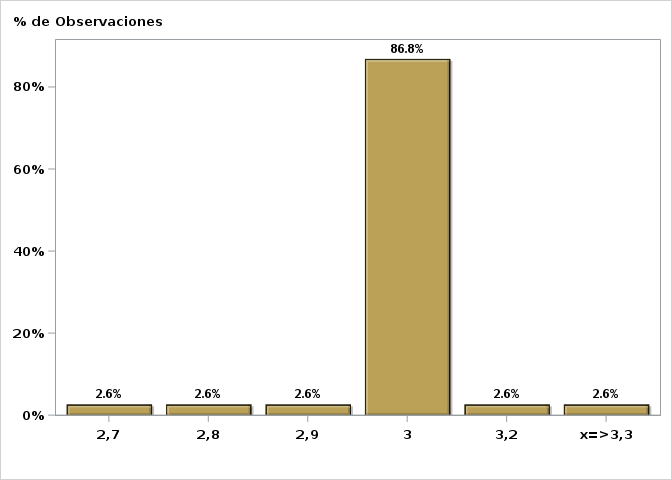 % de Observaciones
86.8%
80%
60%
40%
20%
2.6% 2.6% 2.6% 2.6% 2.6%
0%
2,7 2,8 2,9 3 3,2 x=>3,3